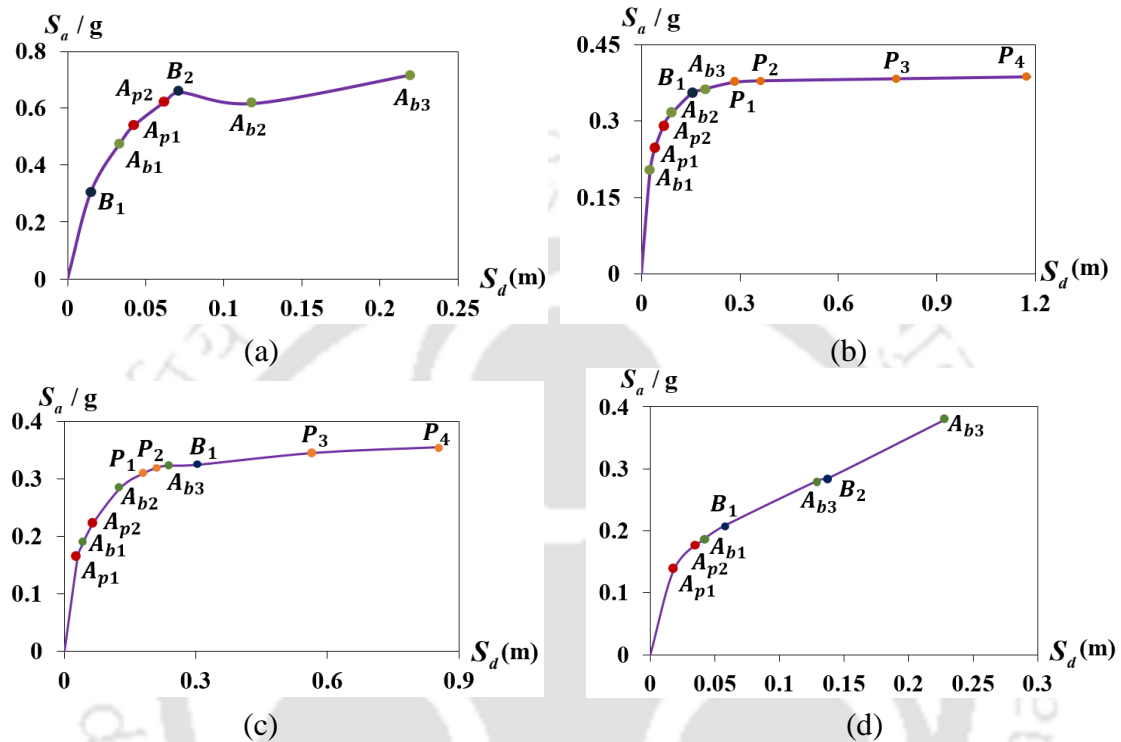 S_a / g
0.8
0.6
0.4
0.2
0
B_1
A_b1
A_p1
A_p2
B_2
A_b2
A_b3
0 0.05 0.1 0.15 0.2 0.25
S_d (m)
(a)
S_a / g
0.45
0.3
0.15
0
A_b1
A_p1
A_p2
A_b2
B_1
A_b3
P_1
P_2
P_3
P_4
0 0.3 0.6 0.9 1.2
S_d (m)
(b)
S_a / g
0.4
0.3
0.2
0.1
0
A_p1
A_b1
A_p2
A_b2
P_1
P_2
A_b3
B_1
P_3
P_4
0 0.3 0.6 0.9
S_d (m)
(c)
S_a / g
0.4
0.3
0.2
0.1
0
A_p1
A_p2
A_b1
B_1
A_b3
B_2
A_b3
0 0.05 0.1 0.15 0.2 0.25 0.3
S_d (m)
(d)